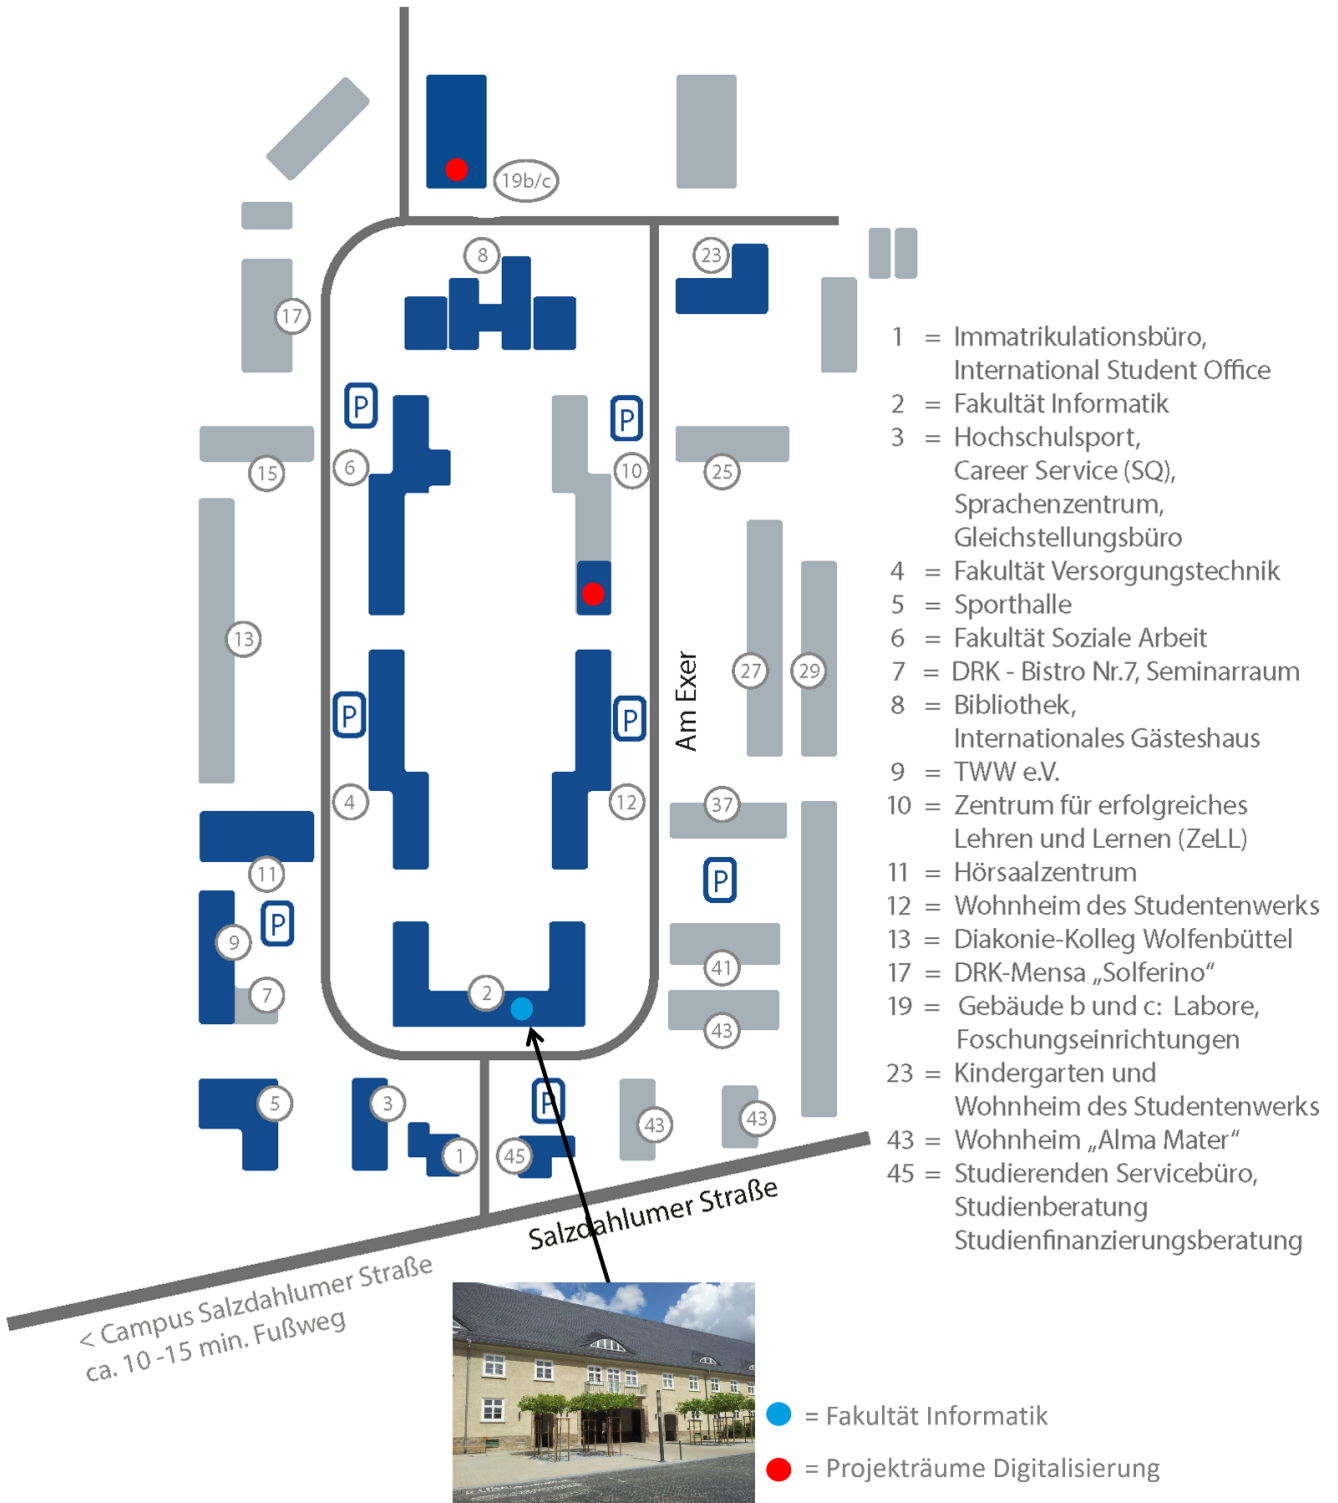 19b/c
8
23
17
P
P
6
10
15
25
13
27
29
Am Exer
P
P
4
12
37
11
P
9
P
41
7
2
43
5
3
P
43
43
1
45
Salzdahlumer Straße
< Campus Salzdahlumer Straße
ca. 10 -15 min. Fußweg
1 = Immatrikulationsbüro,
International Student Office
2 = Fakultät Informatik
3 = Hochschulsport,
Career Service (SQ),
Sprachenzentrum,
Gleichstellungsbüro
4 = Fakultät Versorgungstechnik
5 = Sporthalle
6 = Fakultät Soziale Arbeit
7 = DRK - Bistro Nr.7, Seminarraum
8 = Bibliothek,
Internationales Gästeshaus
9 = TWW e.V.
10 = Zentrum für erfolgreiches
Lehren und Lernen (ZeLL)
11 = Hörsaalzentrum
12 = Wohnheim des Studentenwerks
13 = Diakonie-Kolleg Wolfenbüttel
17 = DRK-Mensa „Solferino“
19 = Gebäude b und c: Labore,
Foschungseinrichtungen
23 = Kindergarten und
Wohnheim des Studentenwerks
43 = Wohnheim „Alma Mater“
45 = Studierenden Servicebüro,
Studienberatung
Studienfinanzierungsberatung
= Fakultät Informatik
= Projekträume Digitalisierung